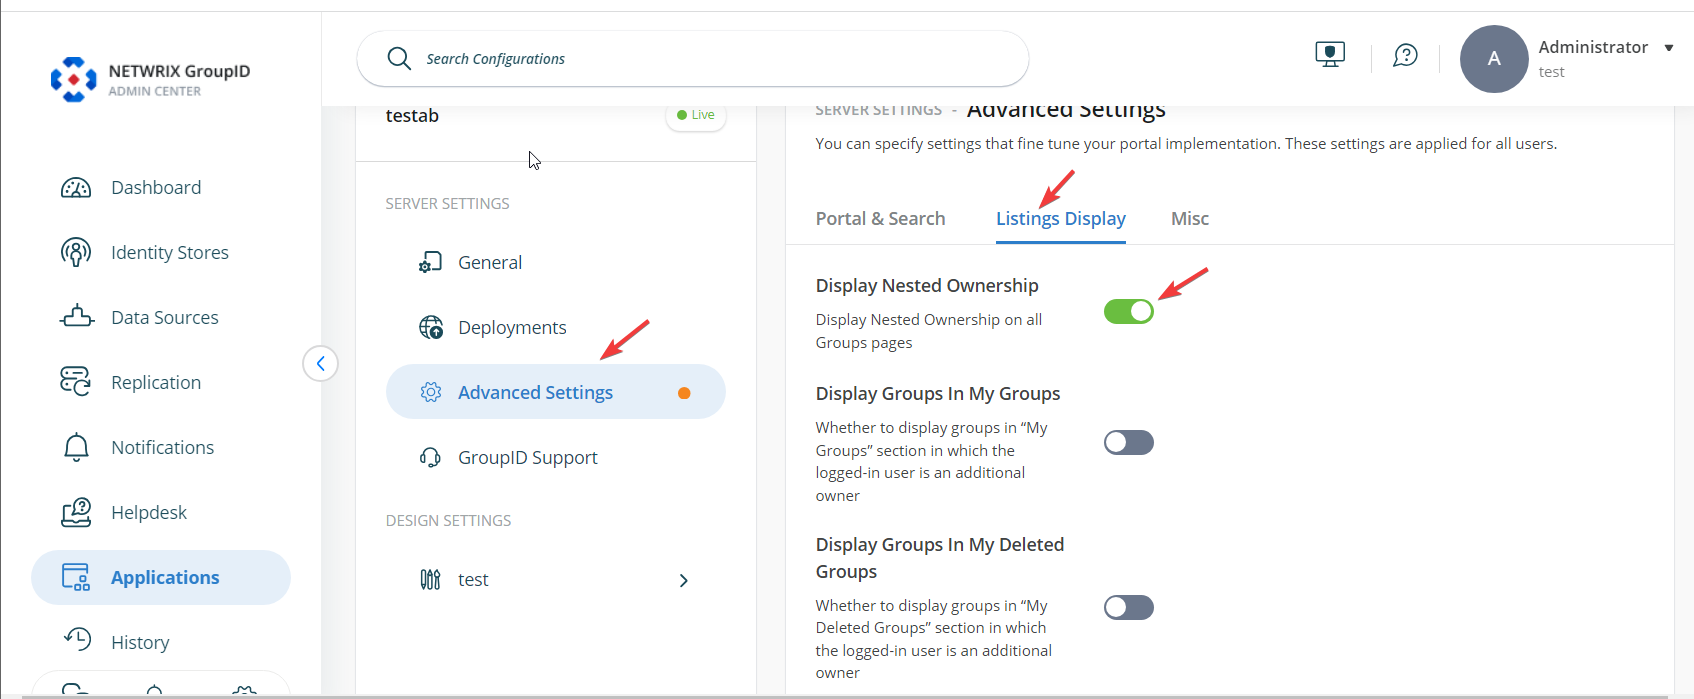 NETWRIX GroupID
ADMIN CENTER
Search Configurations
A
Administrator
test
Dashboard
Identity Stores
Data Sources
Replication
Notifications
Helpdesk
Applications
History
testab
Live
SERVER SETTINGS
General
Deployments
Advanced Settings
GroupID Support
DESIGN SETTINGS
test
SERVER SETTINGS - Advanced Settings
You can specify settings that fine tune your portal implementation. These settings are applied for all users.
Portal & Search
Listings Display
Misc
Display Nested Ownership
Display Nested Ownership on all
Groups pages
Display Groups In My Groups
Whether to display groups in “My
Groups” section in which the
logged-in user is an additional
owner
Display Groups In My Deleted
Groups
Whether to display groups in “My
Deleted Groups” section in which
the logged-in user is an additional
owner